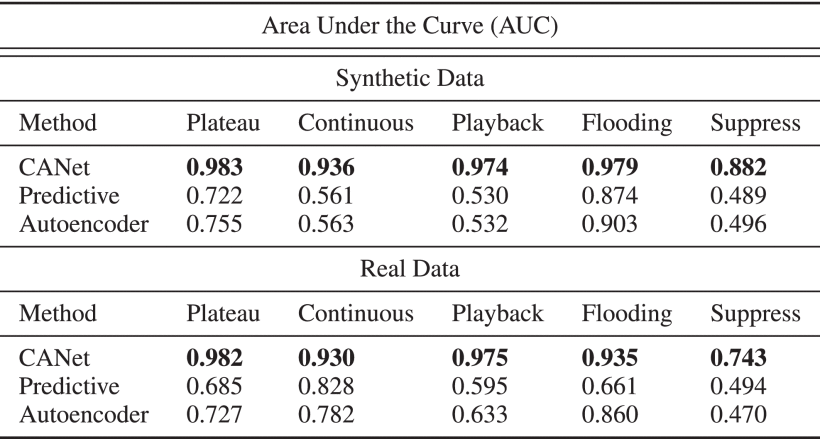 Area Under the Curve (AUC)
Synthetic Data
Method Plateau Continuous Playback Flooding Suppress
CANet 0.983 0.936 0.974 0.979 0.882
Predictive 0.722 0.561 0.530 0.874 0.489
Autoencoder 0.755 0.563 0.532 0.903 0.496
Real Data
Method Plateau Continuous Playback Flooding Suppress
CANet 0.982 0.930 0.975 0.935 0.743
Predictive 0.685 0.828 0.595 0.661 0.494
Autoencoder 0.727 0.782 0.633 0.860 0.470